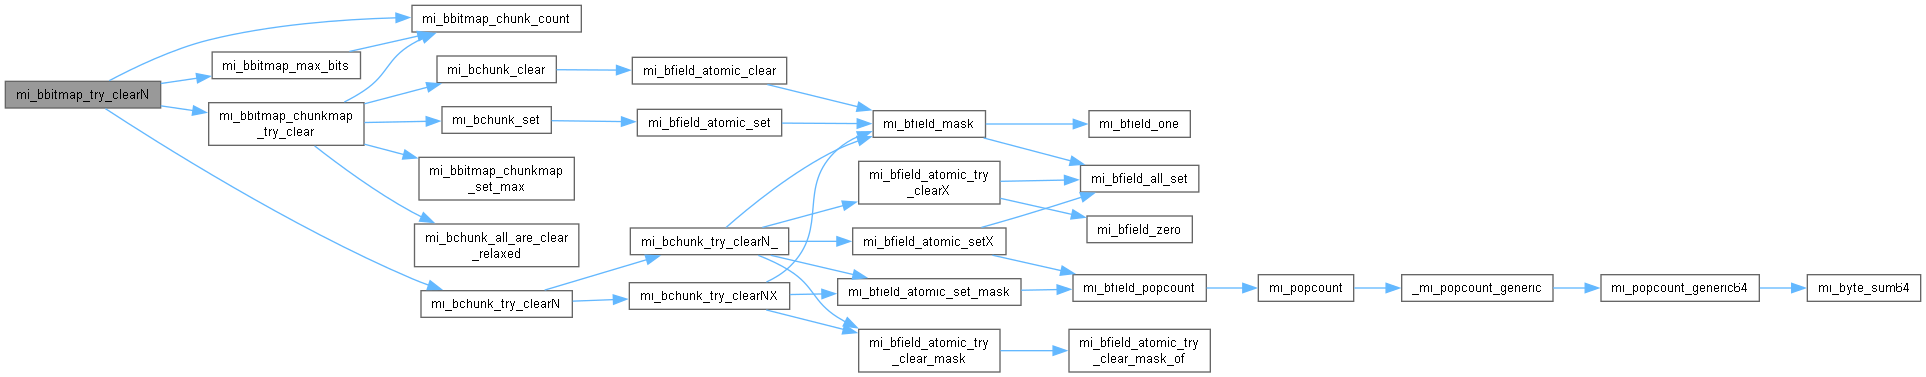 mi_bbitmap_try_clearN
mi_bbitmap_chunk_count
mi_bbitmap_max_bits
mi_bbitmap_chunkmap
_try_clear
mi_bchunk_clear
mi_bchunk_set
mi_bbitmap_chunkmap
_set_max
mi_bchunk_all_are_clear
_relaxed
mi_bchunk_try_clearN
mi_bfield_atomic_clear
mi_bfield_atomic_set
mi_bchunk_try_clearN_
mi_bchunk_try_clearNX
mi_bfield_mask
mi_bfield_atomic_try
_clearX
mi_bfield_atomic_setX
mi_bfield_atomic_set_mask
mi_bfield_atomic_try
_clear_mask
mi_bfield_one
mi_bfield_all_set
mi_bfield_zero
mi_bfield_popcount
mi_bfield_atomic_try
_clear_mask_of
mi_popcount
_mi_popcount_generic
mi_popcount_generic64
mi_byte_sum64